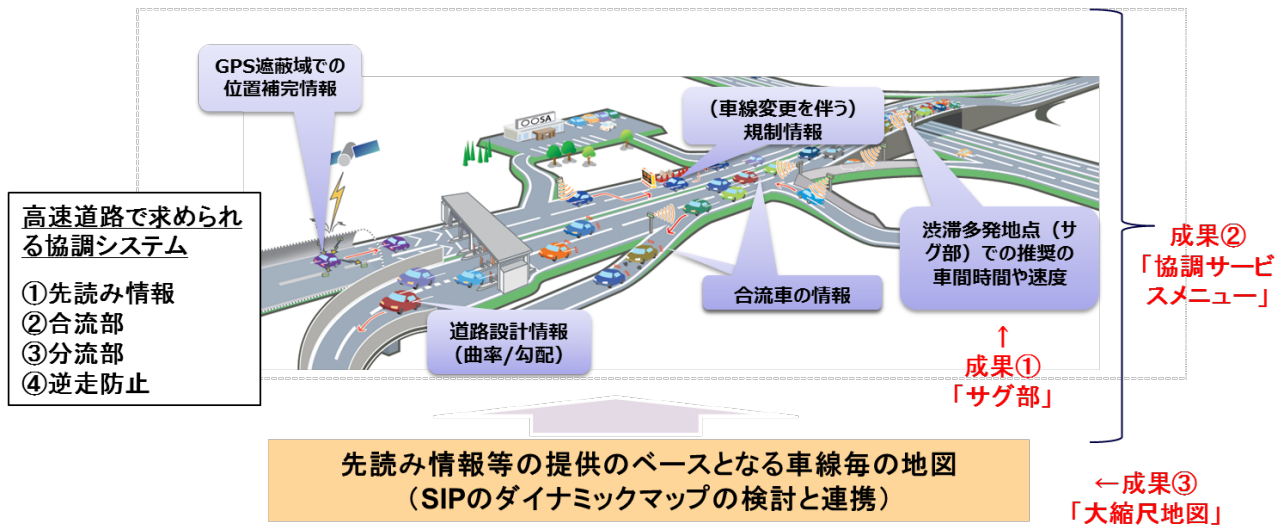 GPS遮蔽域での
位置補完情報
(車線変更を伴う)
規制情報
〇〇SA
高速道路で求められ
る協調システム
①先読み情報
②合流部
③分流部
④逆走防止
渋滞多発地点(サ
グ部)での推奨の
車間時間や速度
合流車の情報
道路設計情報
(曲率/勾配)
成果②
「協調サービ
スメニュー」
↑
成果①
「サグ部」
先読み情報等の提供のベースとなる車線毎の地図
(SIPのダイナミックマップの検討と連携)
←成果③
「大縮尺地図」